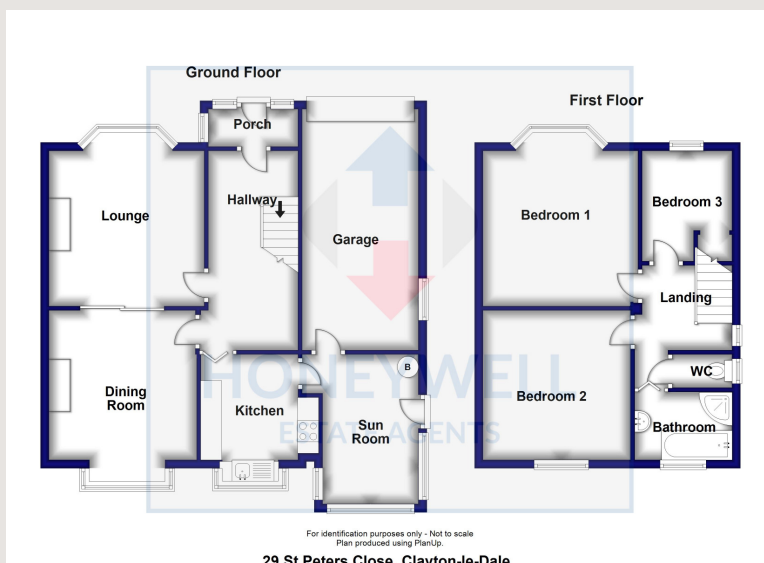 Ground Floor
First Floor
Porch
Hallway
Lounge
Garage
Bedroom 1
Bedroom 3
Landing
WC
HONEYWELL
ESTATE AGENTS
B
Dining
Room
Kitchen
Sun
Room
Bedroom 2
Bathroom
For identification purposes only - Not to scale
Plan produced using PlanUp.
29 St Peters Close, Clayton-le-Dale